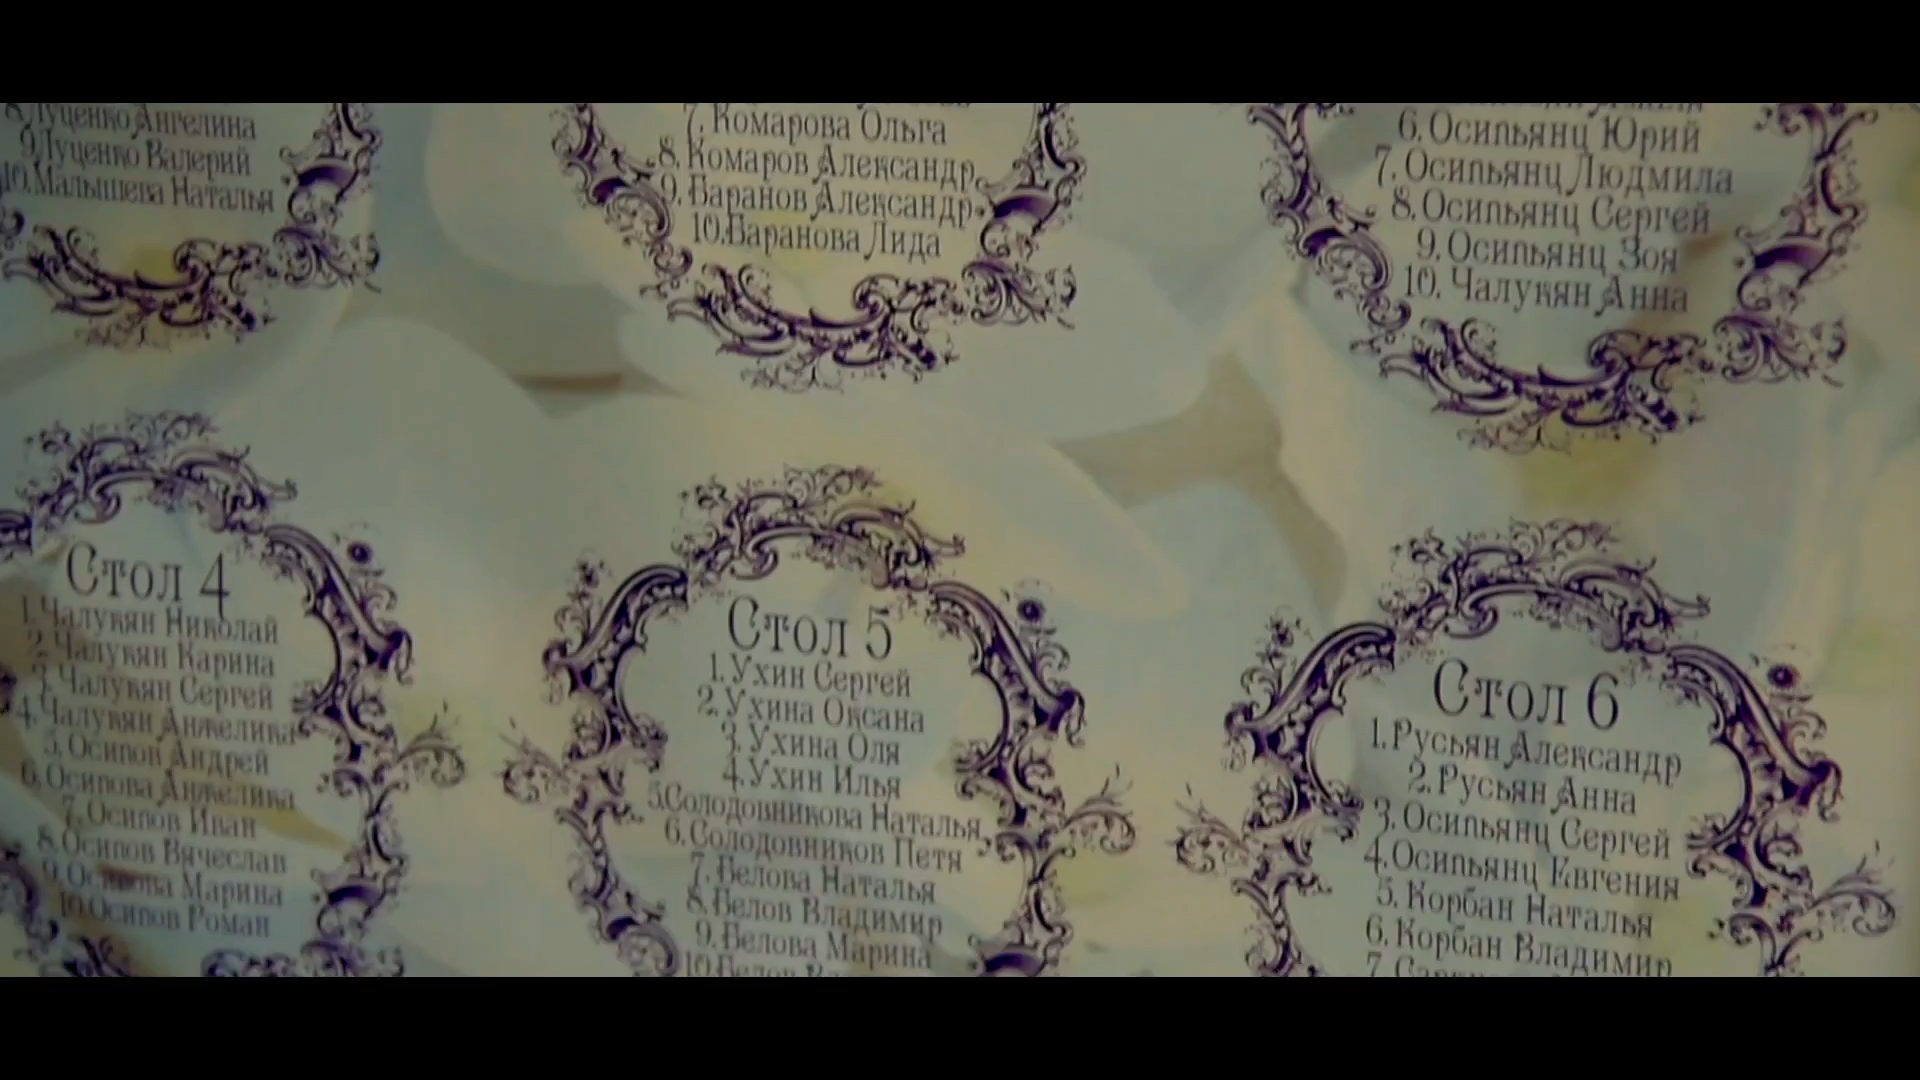 8.Луценко Ангелина
9.Луценко Валерий
10.Малышева Наталья
7. Комарова Ольга
8. Комаров Александр
9. Баранов Александр
10.Баранова Лида
6.Осипьянц Юрий
7.Осипьянц Людмила
8.Осипьянц Сергей
9.Осипьянц Зоя
10. Чалукян Анна
Стол 4
1.Чалукян Николай
2.Чалукян Карина
3.Чалукян Сергей
4.Чалукян Анжелика
5. Осипов Андрей
6.Осипова Анжелика
7.Осипов Иван
8.Осипов Вячеслав
9.Осипова Марина
10.Осипов Роман
Стол 5
1.Ухин Сергей
2.Ухина Оксана
3.Ухина Оля
4.Ухин Илья
5.Солодовникова Наталья
6.Солодовников Петя
7.Белова Наталья
8.Белов Владимир
9.Белова Марина
10.Белов
Стол 6
1.Русьян Александр
2.Русьян Анна
3.Осипьянц Сергей
4.Осипьянц Евгения
5. Корбан Наталья
6.Корбан Владимир
7.